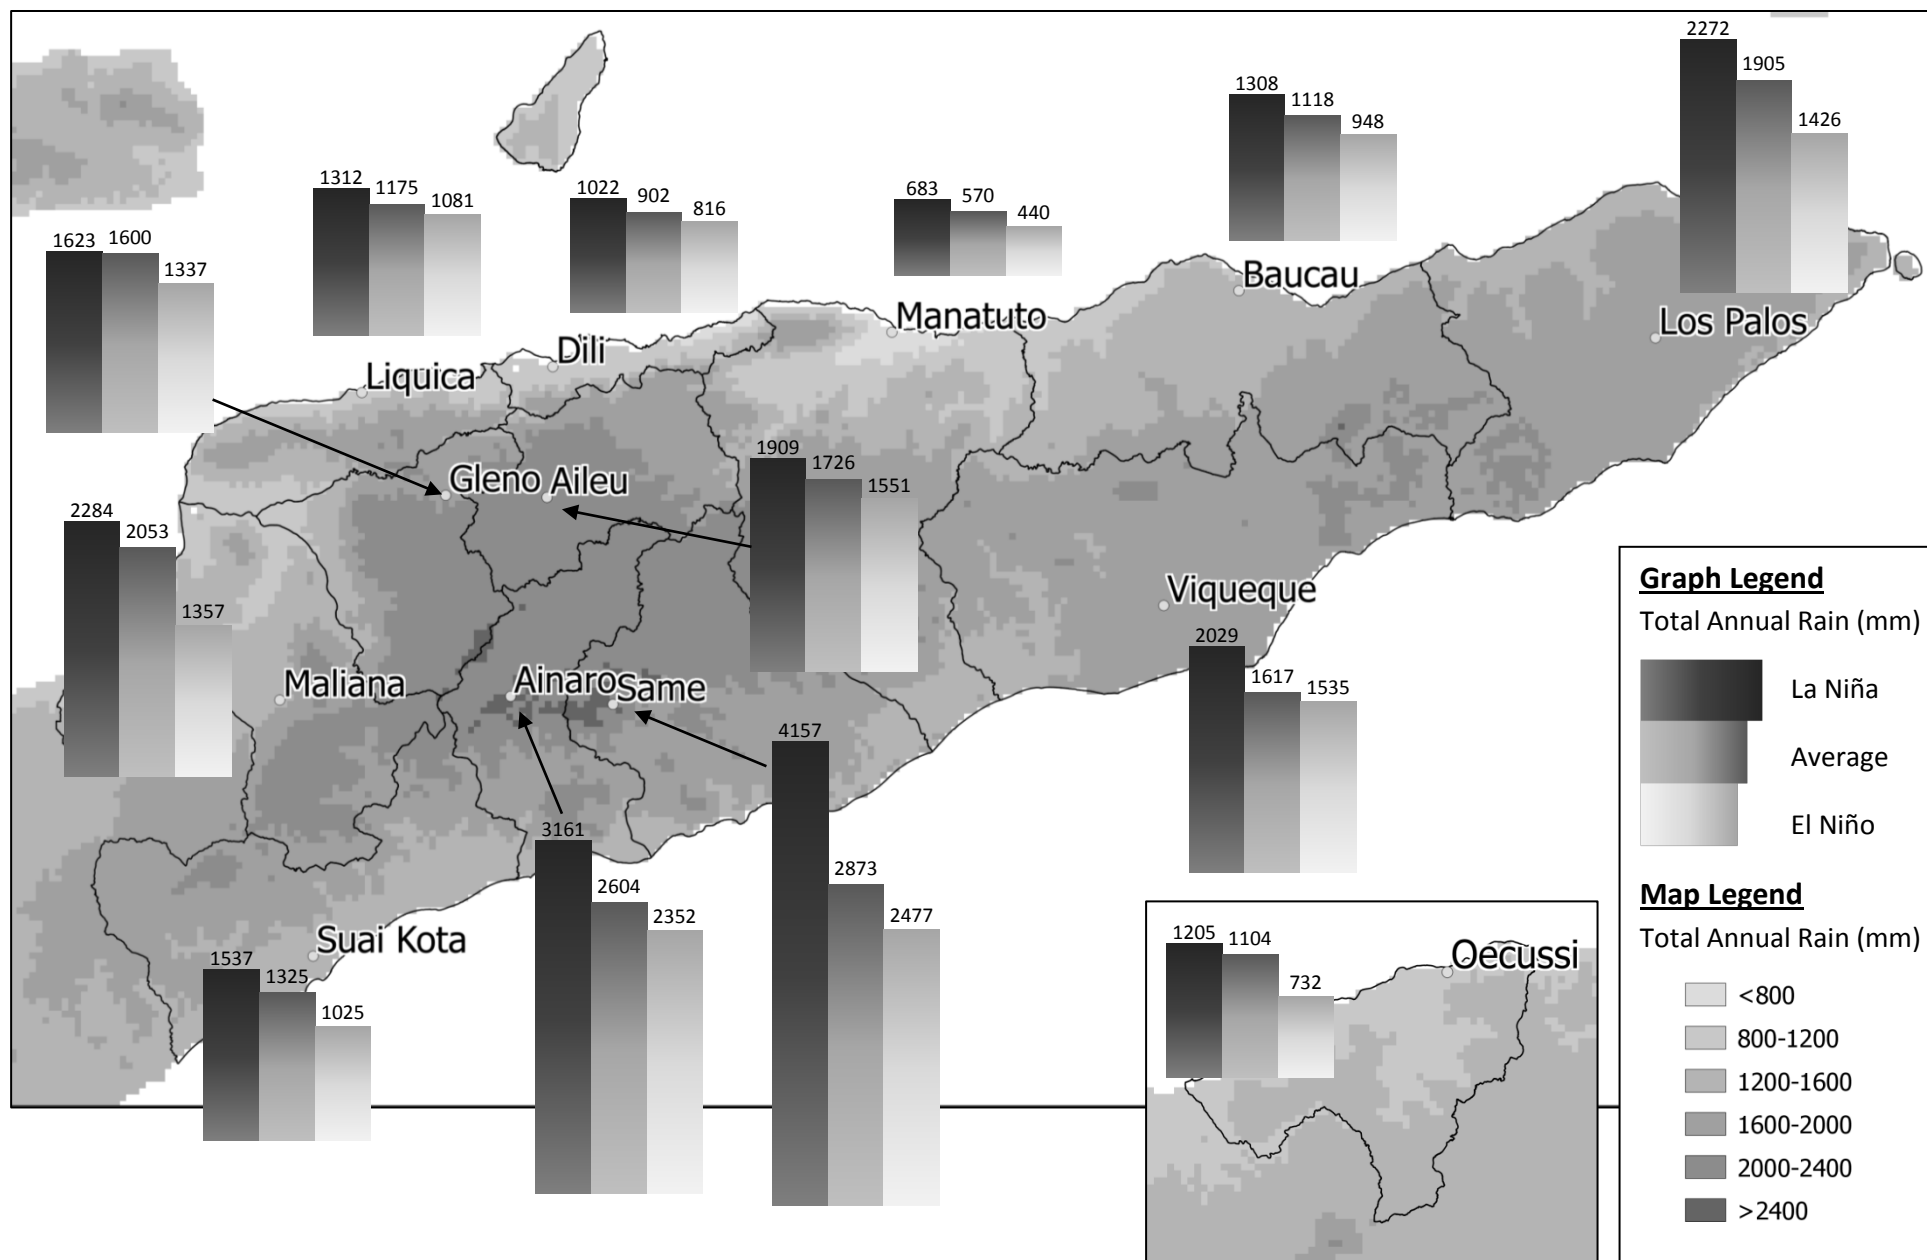 2272
1905
1426
1308
1118
948
1312
1175
1081
1022
902
816
683
570
440
1623
1600
1337
Baucau
Los Palos
Manatuto
Dili
Liquica
Gleno
Aileu
1909
1726
1551
2284
2053
1357
Viqueque
Maliana
Ainaro
Same
2029
1617
1535
4157
2873
2477
3161
2604
2352
Suai Kota
1537
1325
1025
1205
1104
732
Oecussi
Graph Legend
Total Annual Rain (mm)
La Niña
Average
El Niño
Map Legend
Total Annual Rain (mm)
<800
800-1200
1200-1600
1600-2000
2000-2400
>2400